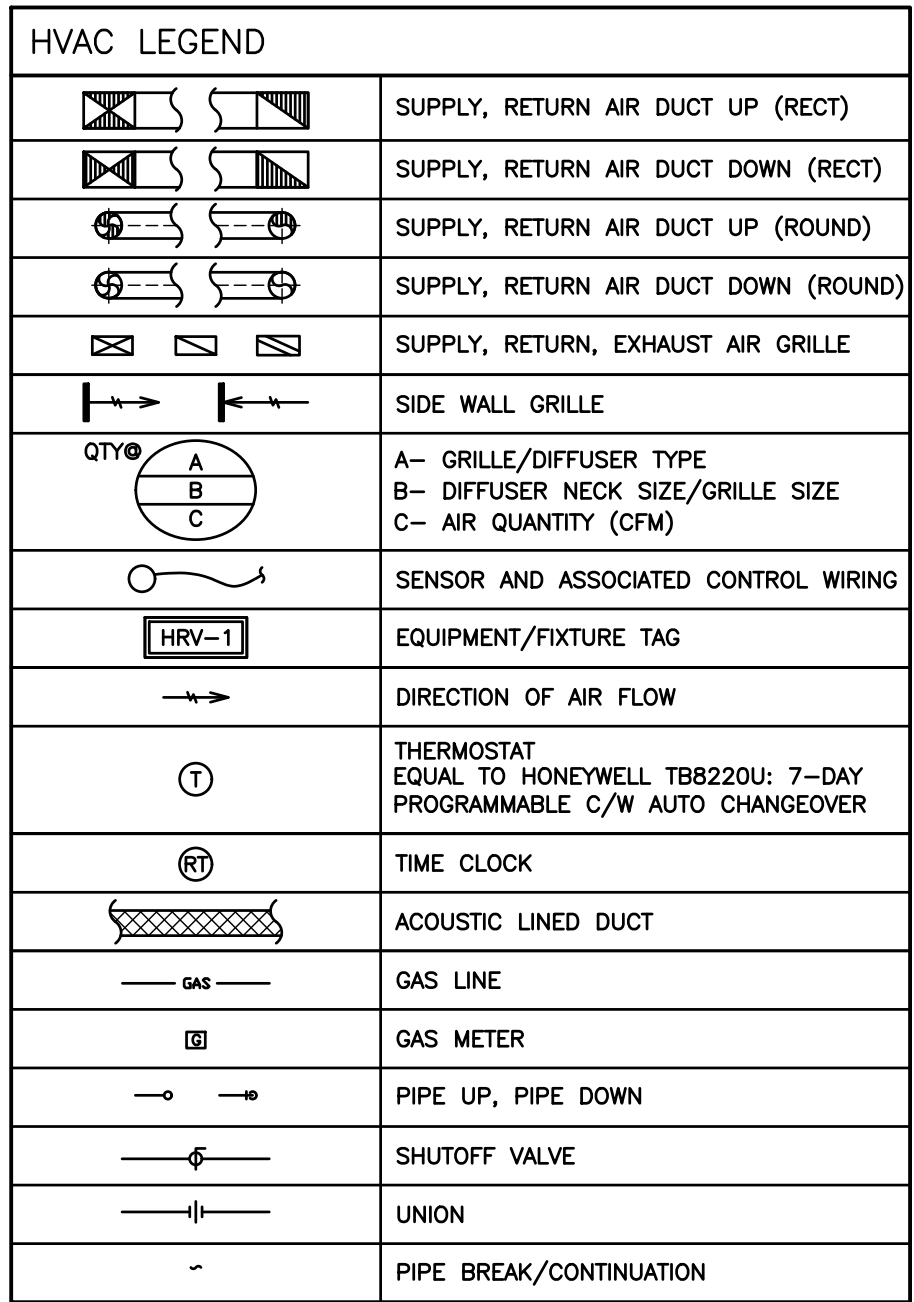 HVAC LEGEND
SUPPLY, RETURN AIR DUCT UP (RECT)
SUPPLY, RETURN AIR DUCT DOWN (RECT)
SUPPLY, RETURN AIR DUCT UP (ROUND)
SUPPLY, RETURN AIR DUCT DOWN (ROUND)
SUPPLY, RETURN, EXHAUST AIR GRILLE
SIDE WALL GRILLE
QTY@
A
B
C
A– GRILLE/DIFFUSER TYPE
B– DIFFUSER NECK SIZE/GRILLE SIZE
C– AIR QUANTITY (CFM)
SENSOR AND ASSOCIATED CONTROL WIRING
HRV–1
EQUIPMENT/FIXTURE TAG
DIRECTION OF AIR FLOW
T
THERMOSTAT
EQUAL TO HONEYWELL TB8220U: 7–DAY
PROGRAMMABLE C/W AUTO CHANGEOVER
RT
TIME CLOCK
ACOUSTIC LINED DUCT
GAS
GAS LINE
G
GAS METER
PIPE UP, PIPE DOWN
SHUTOFF VALVE
UNION
PIPE BREAK/CONTINUATION